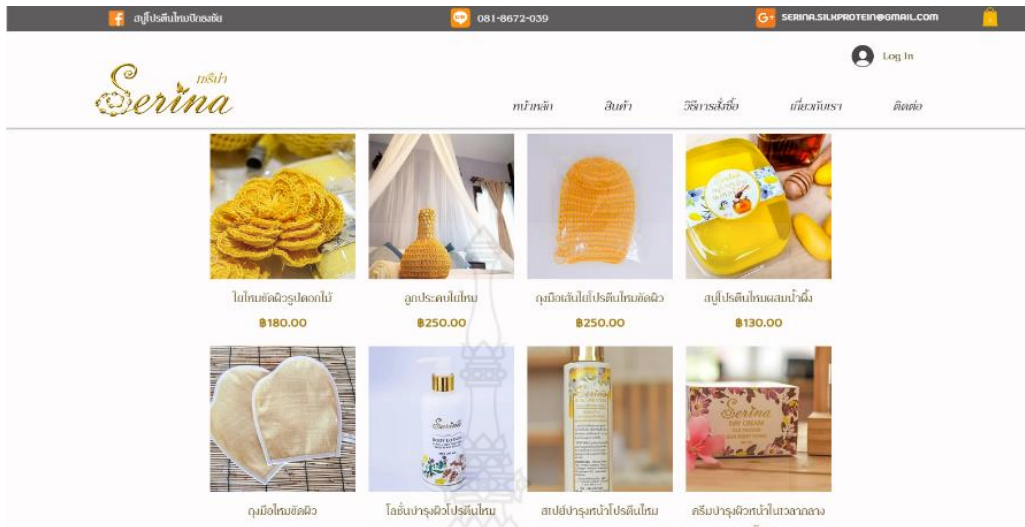 สบู่โปรตีนไหมปักธงชัย
LINE
081-8672-039
G+
SERINA.SILKPROTEIN@GMAIL.COM
Log In
ซรีน่า
Serina
หน้าหลัก
สินค้า
วิธีการสั่งซื้อ
เกี่ยวกับเรา
ติดต่อ
ใยไหมขัดผิวรูปดอกไม้
ลูกประคบใยไหม
ถุงมือเส้นใยโปรตีนไหมขัดผิว
สบู่โปรตีนไหมผสมน้ำผึ้ง
฿180.00
฿250.00
฿250.00
฿130.00
Serina
Serina
BODY LOTION
Serina
DAY CREAM
SILK PROTEIN
ถุงมือไหมขัดผิว
โลชั่นบำรุงผิวโปรตีนไหม
สเปย์บำรุงหน้าโปรตีนไหม
ครีมบำรุงผิวหน้าในเวลากลาง